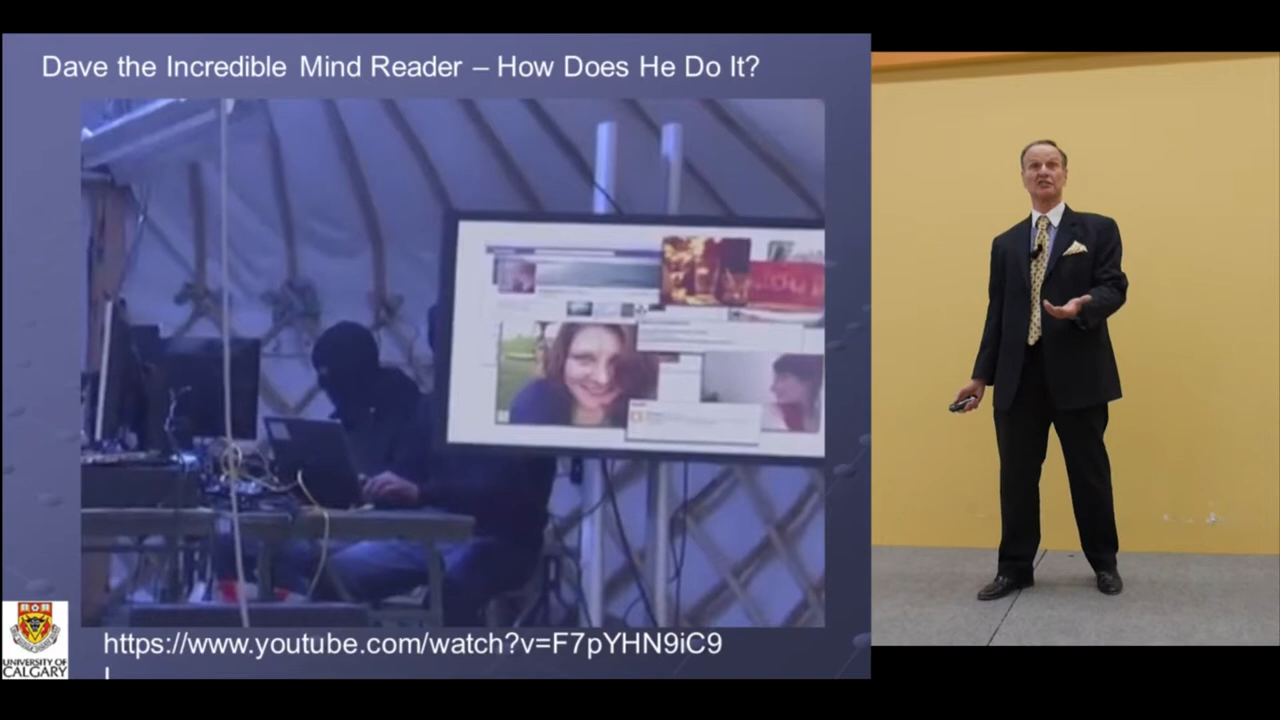 Dave the Incredible Mind Reader – How Does He Do It?
https://www.youtube.com/watch?v=F7pYHN9iC9
I
UNIVERSITY OF
CALGARY